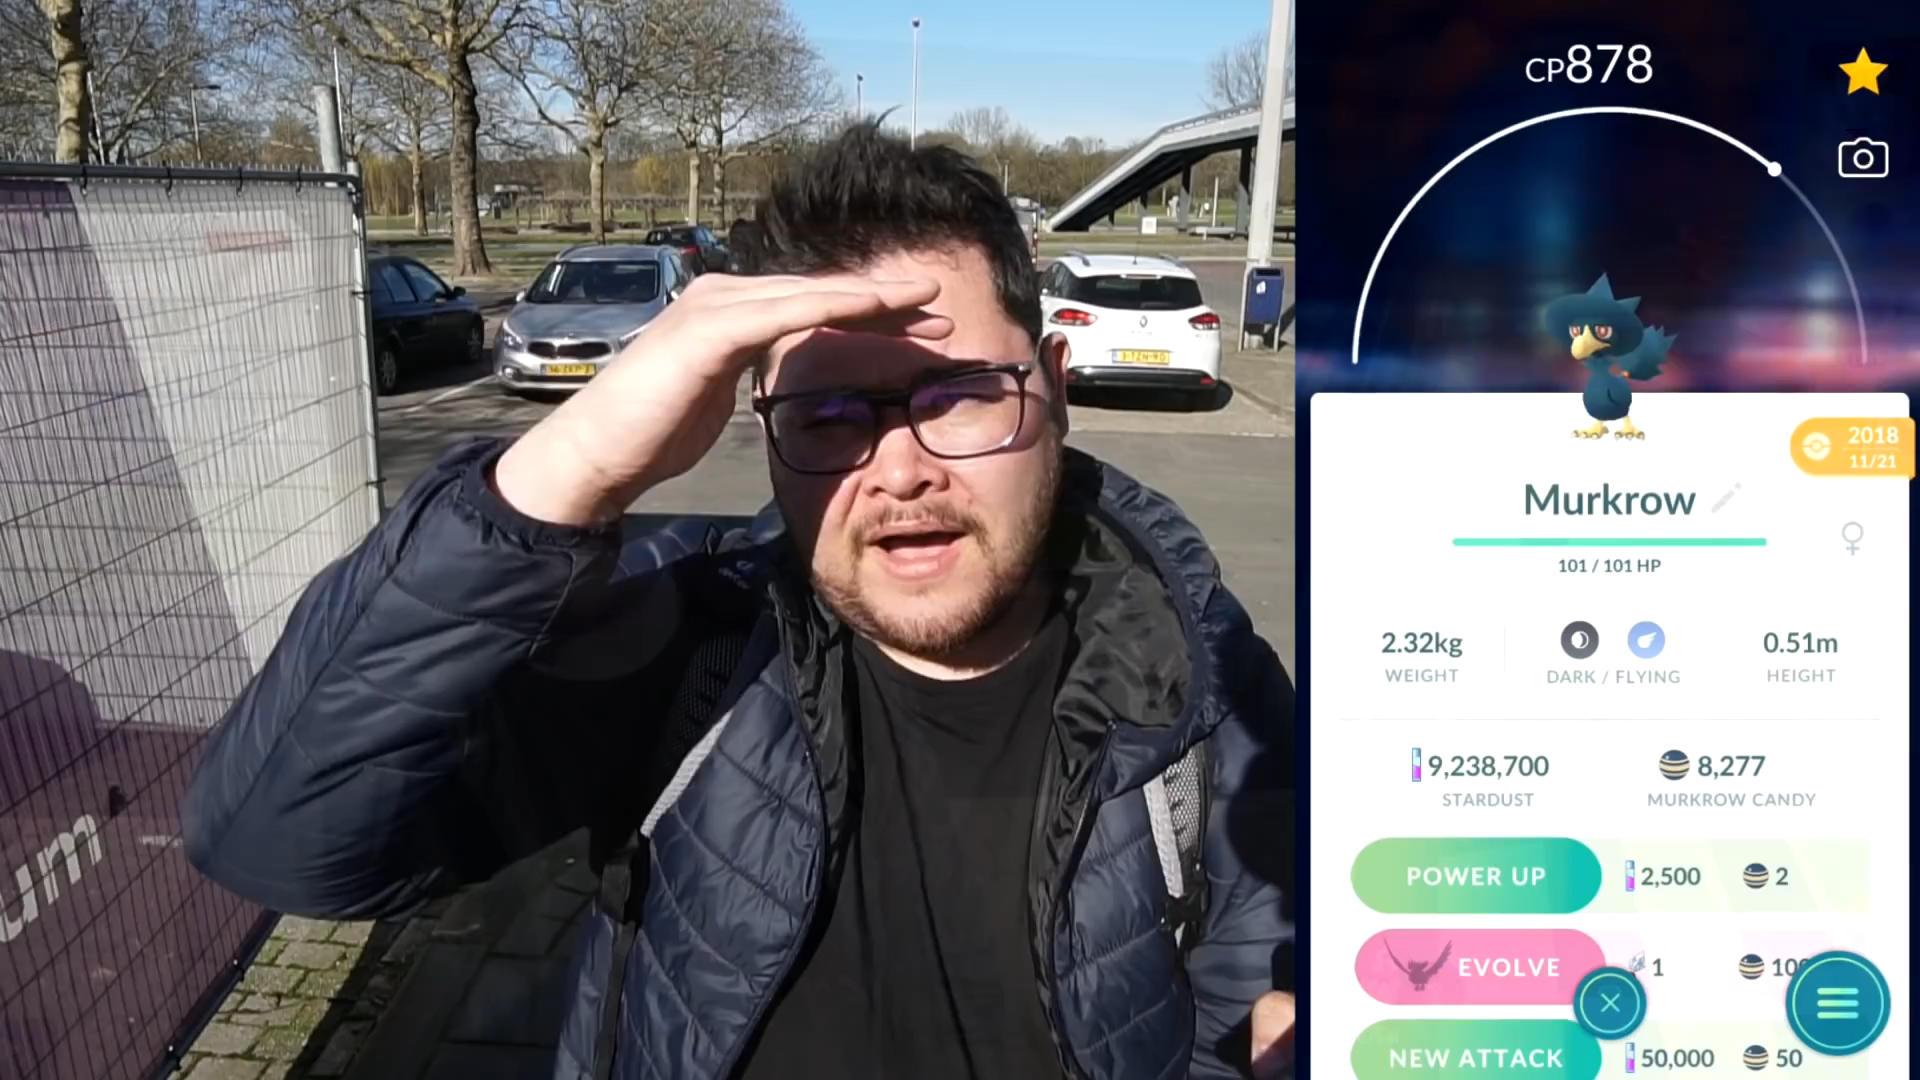 um
CP878
2018
11/21
Murkrow
101 / 101 HP
2.32kg
WEIGHT
DARK / FLYING
0.51m
HEIGHT
9,238,700
STARDUST
8,277
MURKROW CANDY
POWER UP
2,500
2
EVOLVE
1
NEW ATTACK
50,000
50